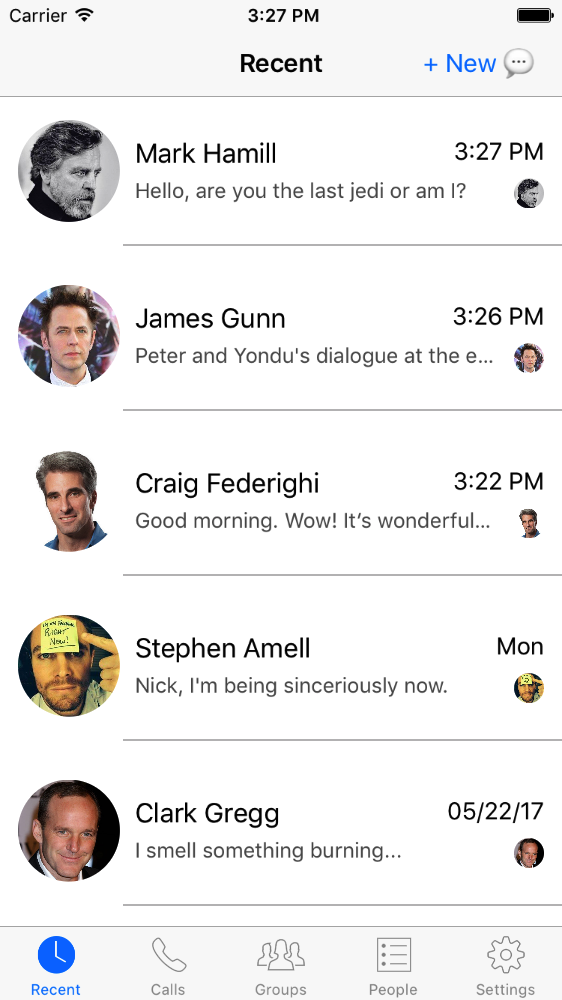 Carrier 3:27 PM
Recent + New
Mark Hamill 3:27 PM
Hello, are you the last jedi or am I?
James Gunn 3:26 PM
Peter and Yondu's dialogue at the e...
Craig Federighi 3:22 PM
Good morning. Wow! It’s wonderful...
RIGHT
NOW!
Stephen Amell Mon
Nick, I'm being sinceriously now.
Clark Gregg 05/22/17
I smell something burning...
Recent Calls Groups People Settings